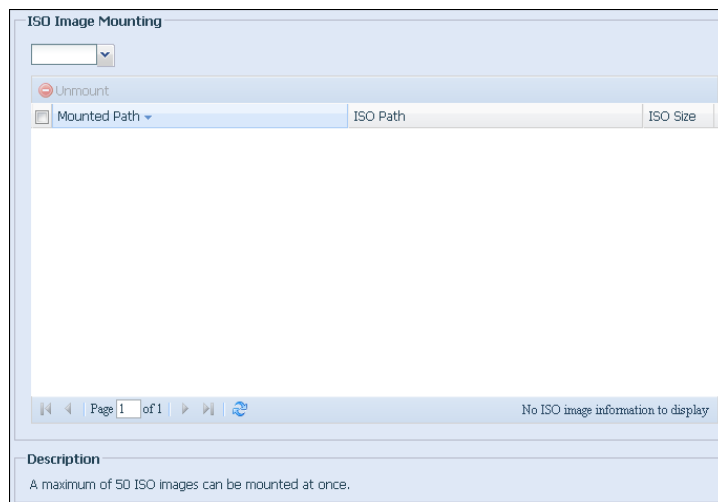 ISO Image Mounting
Unmount
Mounted Path ISO Path ISO Size
Page 1 of 1 No ISO image information to display
Description
A maximum of 50 ISO images can be mounted at once.